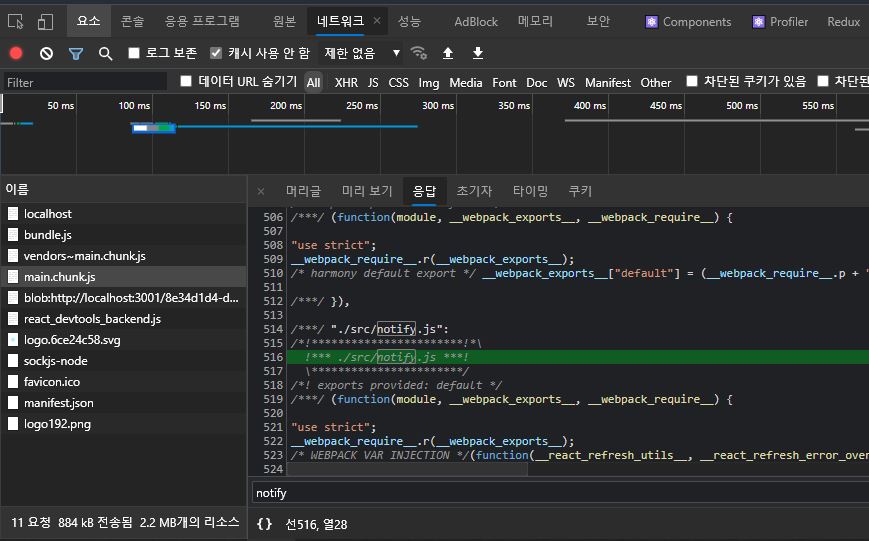 요소 콘솔 응용 프로그램 원본 네트워크 × 성능 AdBlock 메모리 보안 Components Profiler Redux
로그 보존 캐시 사용 안 함 제한 없음
Filter 데이터 URL 숨기기 All XHR JS CSS Img Media Font Doc WS Manifest Other 차단된 쿠키가 있음 차단된
50 ms 100 ms 150 ms 200 ms 250 ms 300 ms 350 ms 400 ms 450 ms 500 ms 550 ms
이름
localhost
bundle.js
vendors~main.chunk.js
main.chunk.js
blob:http://localhost:3001/8e34d1d4-d...
react_devtools_backend.js
logo.6ce24c58.svg
sockjs-node
favicon.ico
manifest.json
logo192.png
11 요청 884 kB 전송됨 2.2 MB개의 리소스
× 머리글 미리 보기 응답 초기자 타이밍 쿠키
506 /***/ (function(module, __webpack_exports__, __webpack_require__) {
507
508 "use strict";
509 __webpack_require__.r(__webpack_exports__);
510 /* harmony default export */ __webpack_exports__["default"] = (__webpack_require__.p + "
511
512 /***/ }),
513
514 /***/ "./src/notify.js":
515 /*!***********************!*\
516 !*** ./src/notify.js ***!
517 \***********************/
518 /*! exports provided: default */
519 /***/ (function(module, __webpack_exports__, __webpack_require__) {
520
521 "use strict";
522 __webpack_require__.r(__webpack_exports__);
523 /* WEBPACK VAR INJECTION */(function(__react_refresh_utils__, __react_refresh_error_over
524
notify
{} 선516, 열28